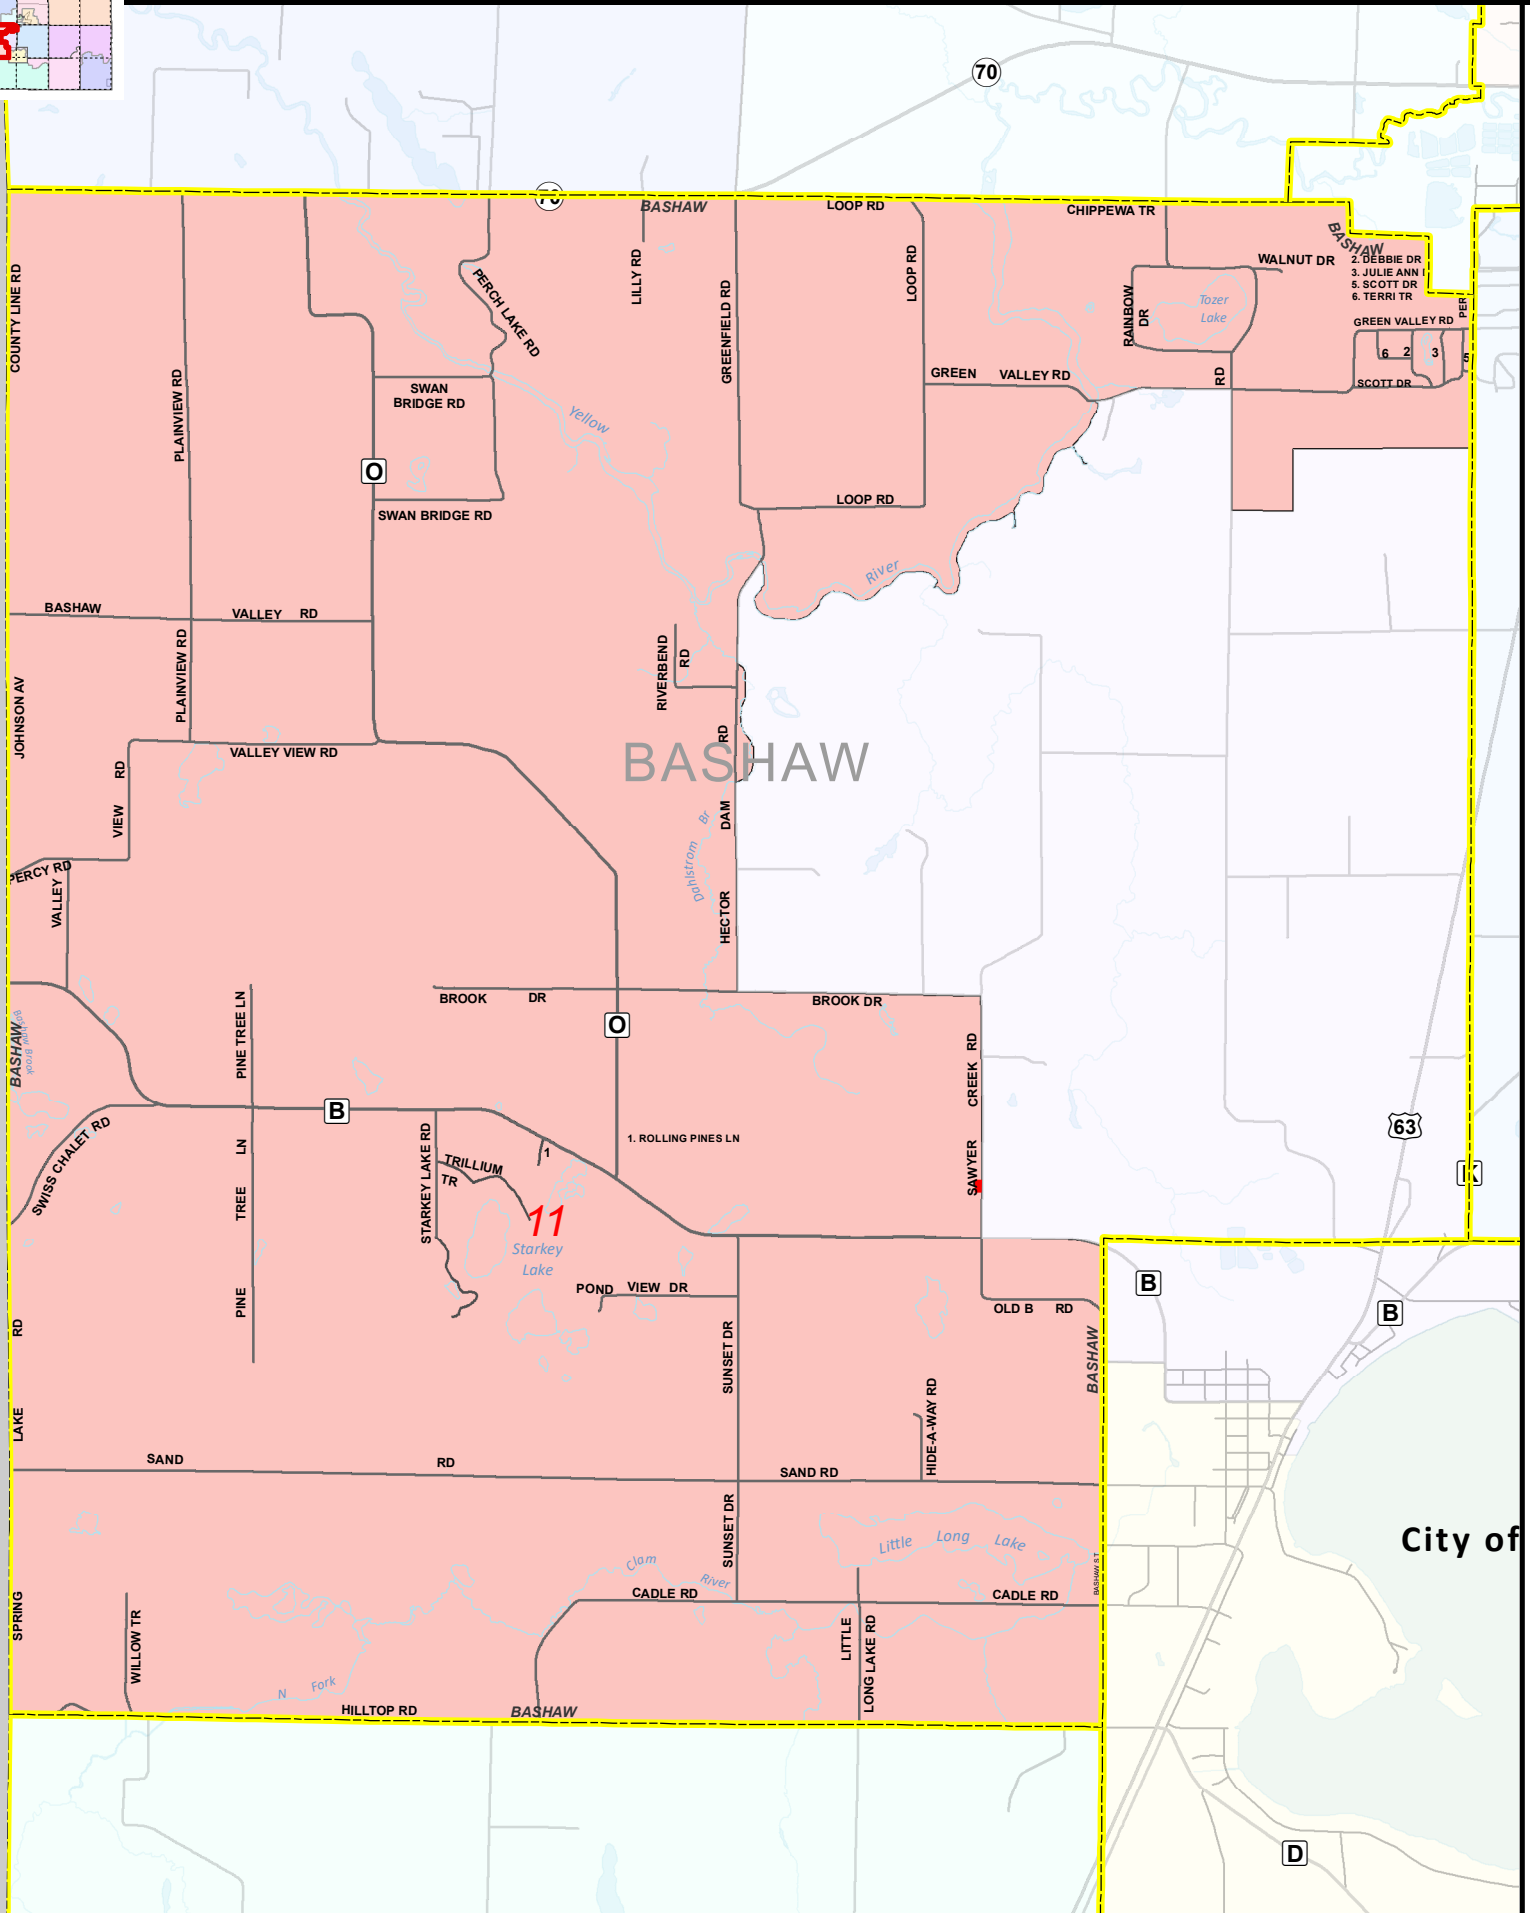 70
70
BASHAW
LOOP RD
CHIPPEWA TR
BASHAW
WALNUT DR
2. DEBBIE DR
3. JULIE ANN
5. SCOTT DR
6. TERRI TR
COUNTY LINE RD
PERCH LAKE RD
LILLY RD
GREENFIELD RD
LOOP RD
RAINBOW
DR
Tozer
Lake
GREEN VALLEY RD
6
2
3
5
SCOTT DR
PLAINVIEW RD
SWAN
BRIDGE RD
GREEN VALLEY RD
RD
Yellow
O
LOOP RD
SWAN BRIDGE RD
River
BASHAW VALLEY RD
PLAINVIEW RD
RIVERBEND
RD
JOHNSON AV
VALLEY VIEW RD
BASHAW
HECTOR DAM RD
VALLEY VIEW RD
Dahlstrom Br
PERCY RD
BROOK DR
BROOK DR
PINE TREE LN
O
BASHAW
Bashaw Brook
SAWYER CREEK RD
B
SWISS CHALET RD
STARKEY LAKE RD
1. ROLLING PINES LN
1
TRILLIUM
TR
63
K
PINE TREE LN
11
Starkey
Lake
POND VIEW DR
B
OLD B RD
B
SUNSET DR
BASHAW
HIDE-A-WAY RD
SPRING LAKE RD
SAND RD
SAND RD
SUNSET DR
Little Long Lake
City of
Clam
River
BASHAW ST
CADLE RD
CADLE RD
WILLOW TR
LITTLE
LONG LAKE RD
N Fork
HILLTOP RD
BASHAW
D